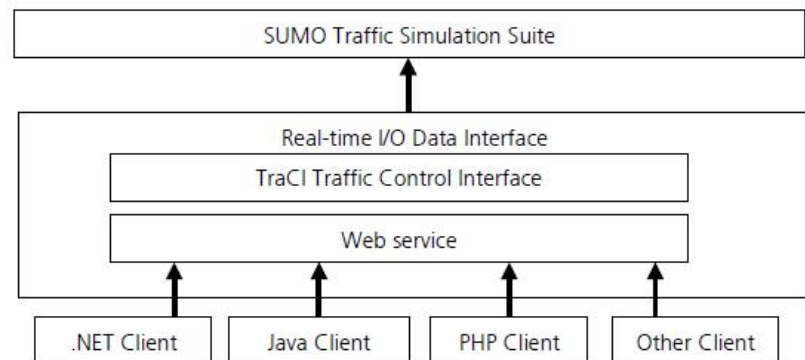 SUMO Traffic Simulation Suite
Real-time I/O Data Interface
TraCI Traffic Control Interface
Web service
.NET Client
Java Client
PHP Client
Other Client